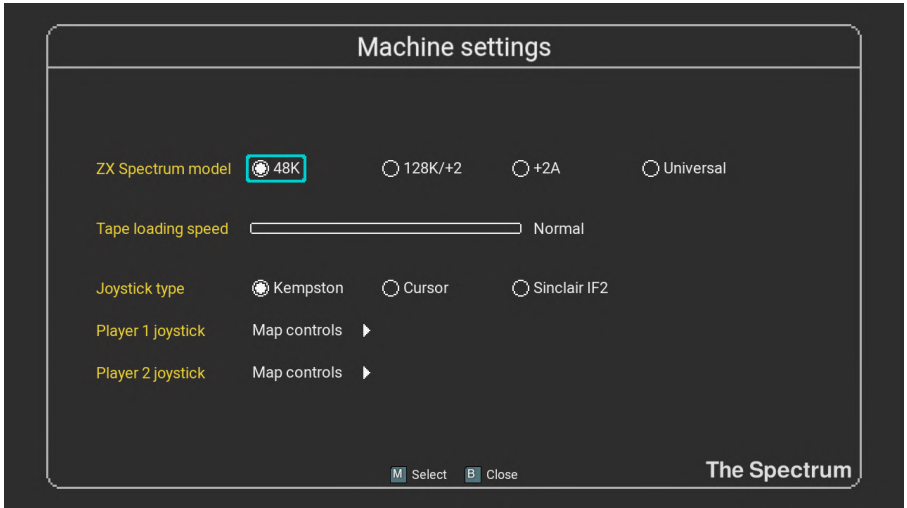 Machine settings
ZX Spectrum model 48K 128K/+2 +2A Universal
Tape loading speed Normal
Joystick type Kempston Cursor Sinclair IF2
Player 1 joystick Map controls
Player 2 joystick Map controls
M Select B Close
The Spectrum